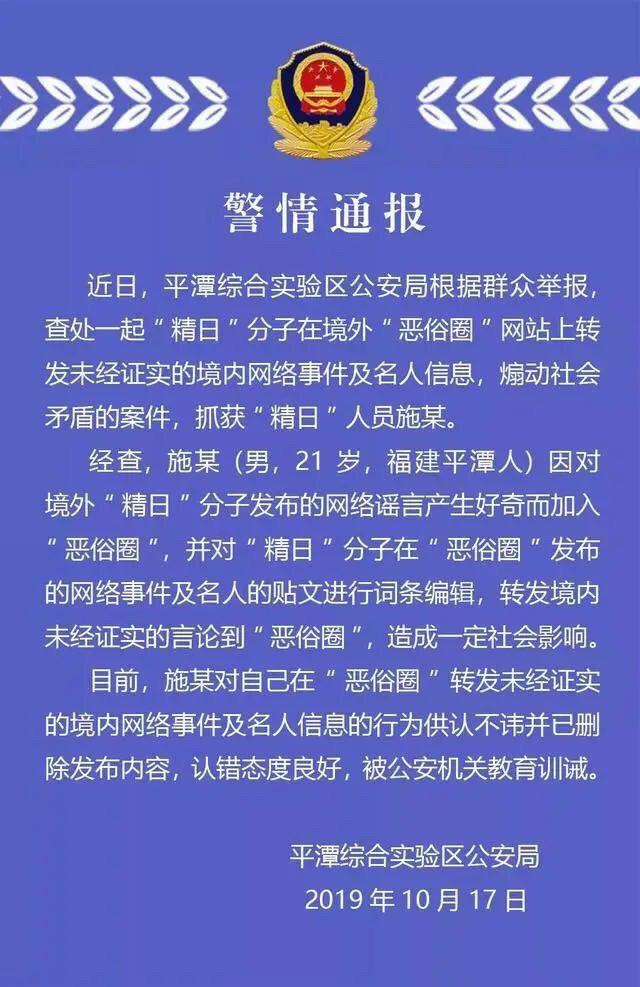 警情通报
近日，平潭综合实验区公安局根据群众举报，
查处一起“精日”分子在境外“恶俗圈”网站上转
发未经证实的境内网络事件及名人信息，煽动社会
矛盾的案件，抓获“精日”人员施某。
经查，施某（男，21 岁，福建平潭人）因对
境外“精日”分子发布的网络谣言产生好奇而加入
“恶俗圈”，并对“精日”分子在“恶俗圈”发布
的网络事件及名人的贴文进行词条编辑，转发境内
未经证实的言论到“恶俗圈”，造成一定社会影响。
目前，施某对自己在“恶俗圈”转发未经证实
的境内网络事件及名人信息的行为供认不讳并已删
除发布内容，认错态度良好，被公安机关教育训诫。
平潭综合实验区公安局
2019 年 10 月 17 日